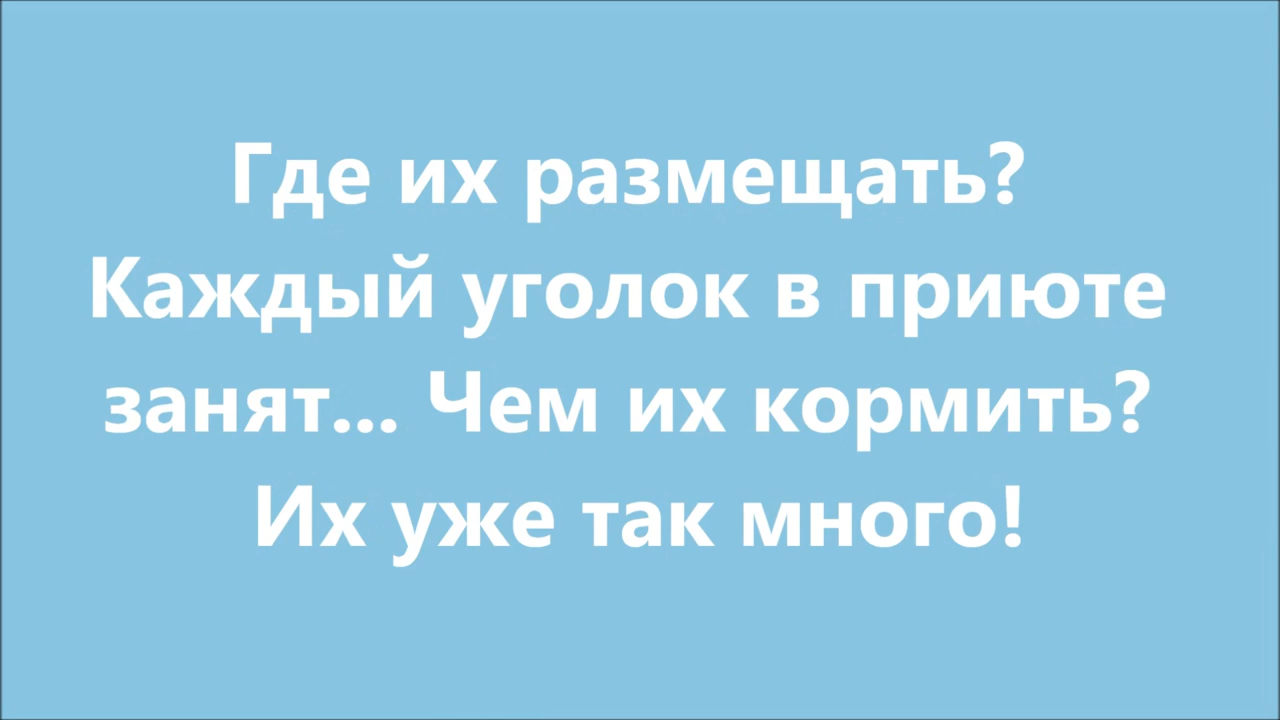 Где их размещать?
Каждый уголок в приюте
занят... Чем их кормить?
Их уже так много!